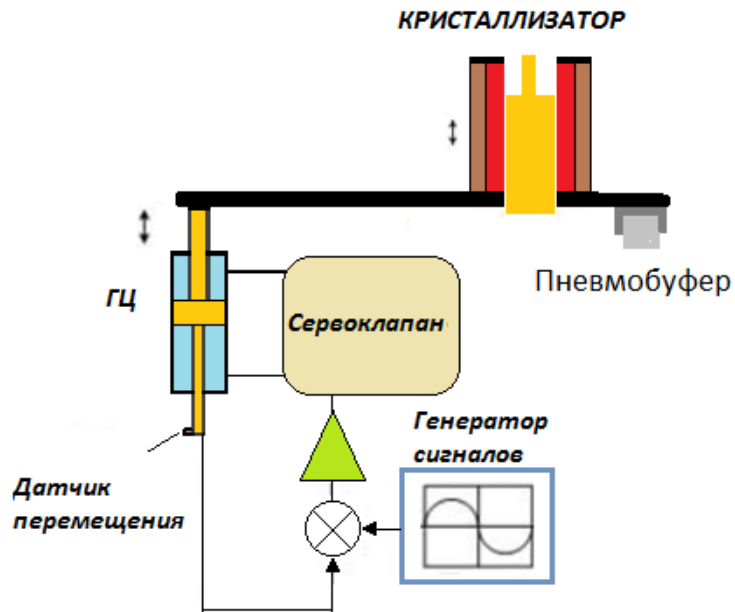 КРИСТАЛЛИЗАТОР
Пневмобуфер
ГЦ
Сервоклапан
Генератор
сигналов
Датчик
перемещения